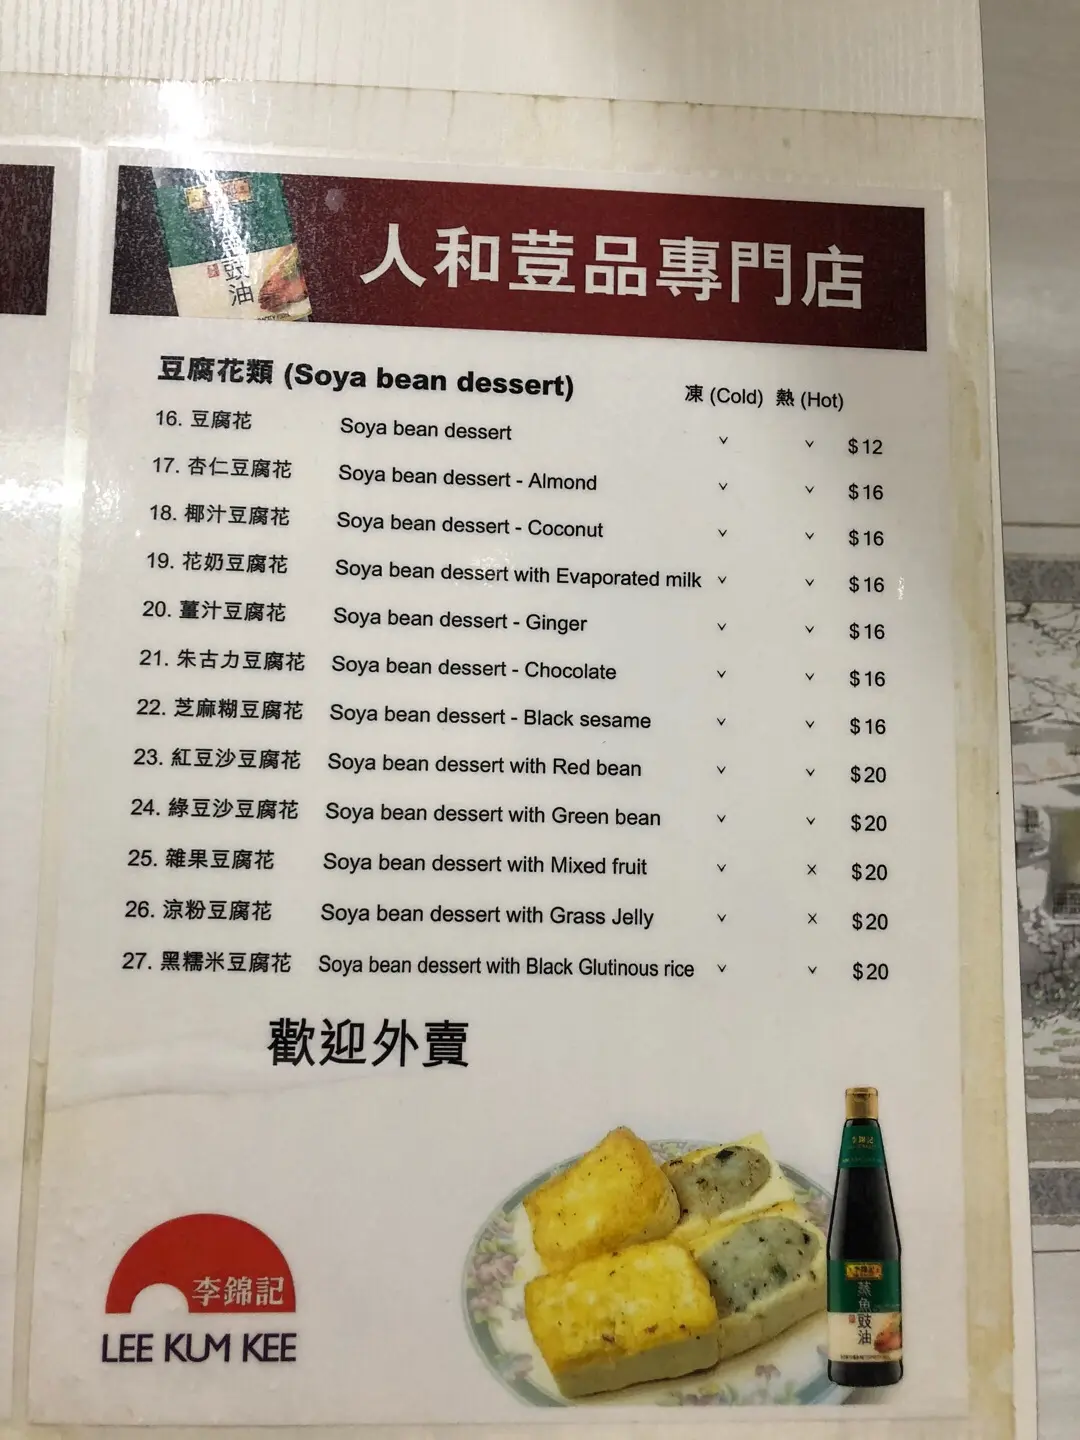 人和荳品專門店
豆腐花類 (Soya bean dessert) 凍 (Cold) 熱 (Hot)
16. 豆腐花 Soya bean dessert v v $12
17. 杏仁豆腐花 Soya bean dessert - Almond v v $16
18. 椰汁豆腐花 Soya bean dessert - Coconut v v $16
19. 花奶豆腐花 Soya bean dessert with Evaporated milk v v $16
20. 薑汁豆腐花 Soya bean dessert - Ginger v v $16
21. 朱古力豆腐花 Soya bean dessert - Chocolate v v $16
22. 芝麻糊豆腐花 Soya bean dessert - Black sesame v v $16
23. 紅豆沙豆腐花 Soya bean dessert with Red bean v v $20
24. 綠豆沙豆腐花 Soya bean dessert with Green bean v v $20
25. 雜果豆腐花 Soya bean dessert with Mixed fruit v x $20
26. 涼粉豆腐花 Soya bean dessert with Grass Jelly v x $20
27. 黑糯米豆腐花 Soya bean dessert with Black Glutinous rice v v $20
歡迎外賣
李錦記
LEE KUM KEE
李錦記
蒸魚豉油